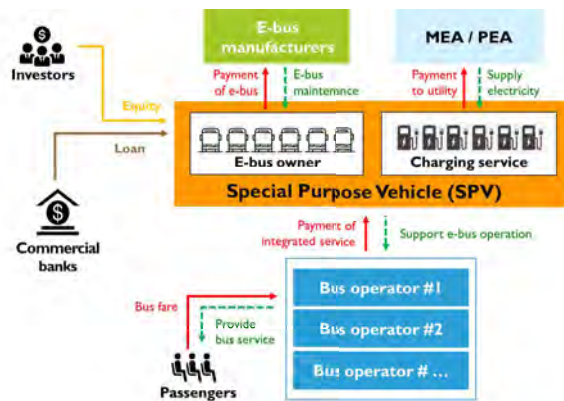 E-bus
manufacturers
MEA / PEA
Investors
Payment
of e-bus
E-bus
maintemnce
Payment
to utility
Supply
electricity
Equity
Loan
E-bus owner
Charging service
Special Purpose Vehicle (SPV)
Commercial
banks
Payment of
integrated service
Support e-bus operation
Bus operator #1
Bus fare
Provide
bus service
Bus operator #2
Bus operator # ...
Passengers